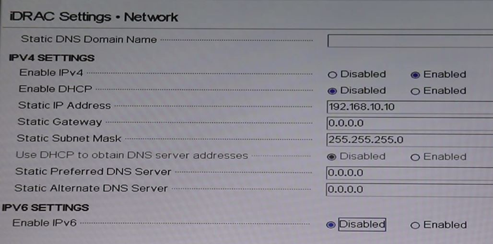 iDRAC Settings • Network
Static DNS Domain Name
IPV4 SETTINGS
Enable IPv4 Disabled Enabled
Enable DHCP Disabled Enabled
Static IP Address 192.168.10.10
Static Gateway 0.0.0.0
Static Subnet Mask 255.255.255.0
Use DHCP to obtain DNS server addresses Disabled Enabled
Static Preferred DNS Server 0.0.0.0
Static Alternate DNS Server 0.0.0.0
IPV6 SETTINGS
Enable IPv6 Disabled Enabled